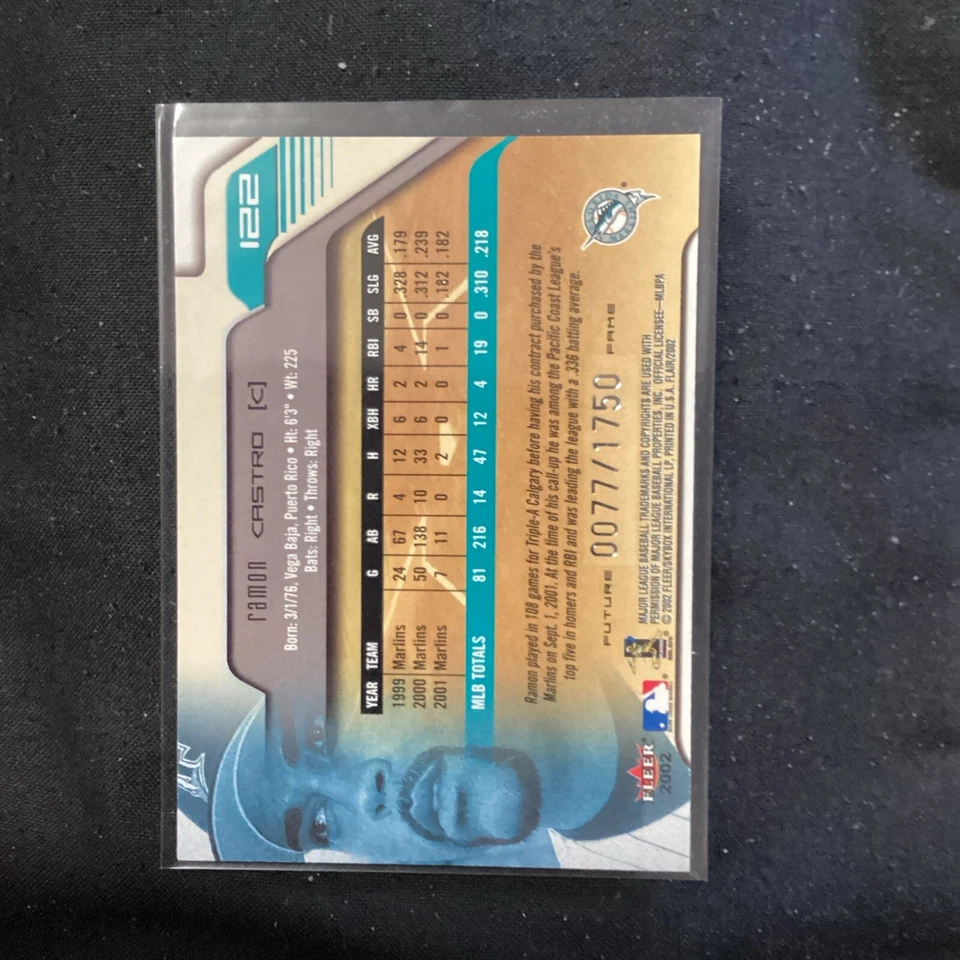 122
ramon CASTRO [C]
Born: 3/1/76, Vega Baja, Puerto Rico • Ht: 6'3" • Wt: 225
Bats: Right • Throws: Right
YEAR TEAM G AB R H XBH HR RBI SB SLG AVG
1999 Marlins 24 67 4 12 6 2 4 0 .328 .179
2000 Marlins 50 138 10 33 6 2 14 0 .312 .239
2001 Marlins 7 11 0 2 0 0 1 0 .182 .182
MLB TOTALS 81 216 14 47 12 4 19 0 .310 .218
Ramon played in 108 games for Triple-A Calgary before having his contract purchased by the
Marlins on Sept. 1, 2001. At the time of his call-up he was among the Pacific Coast League's
top five in homers and RBI and was leading the league with a .336 batting average.
FUTURE 0077/1750 FAME
MAJOR LEAGUE BASEBALL TRADEMARKS AND COPYRIGHTS ARE USED WITH
PERMISSION OF MAJOR LEAGUE BASEBALL PROPERTIES, INC. OFFICIAL LICENSEE—MLBPA
© 2002 FLEER/SKYBOX INTERNATIONAL LP, PRINTED IN U.S.A. FLAIR/2002
FLEER
2002